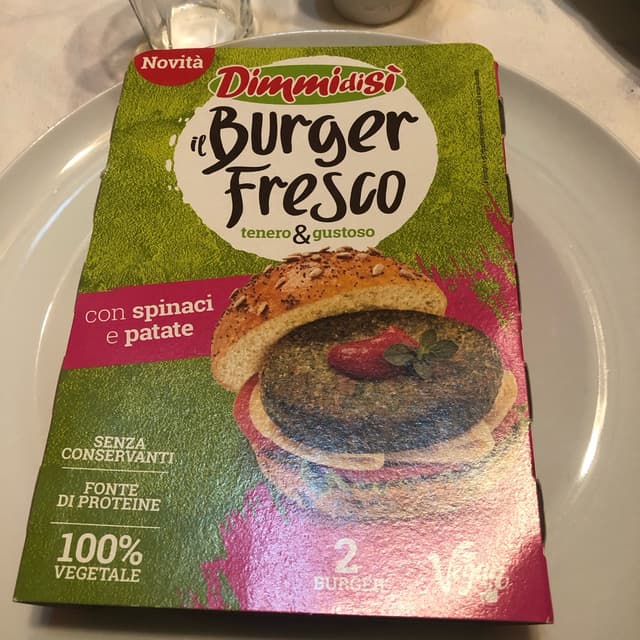 Novità
Dimmidisì
il Burger
Fresco
tenero & gustoso
con spinaci
e patate
SENZA
CONSERVANTI
FONTE
DI PROTEINE
100%
VEGETALE
2
BURGER